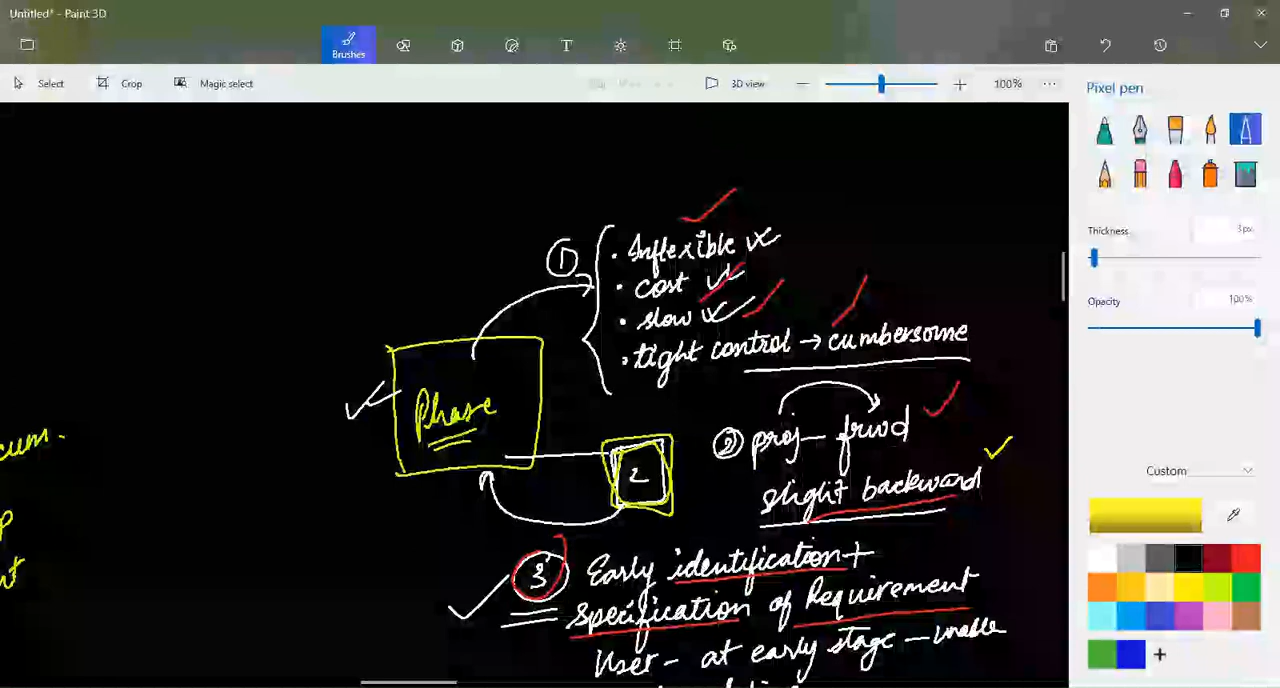 Untitled* - Paint 3D
Brushes
Select
Crop
Magic select
3D view
100%
Pixel pen
Thickness
3px
Opacity
100%
Custom
① • Inflexible
• cost
• slow
• tight control → cumbersome
Phase
cum.
② proj— frwd
2
slight backward
3 Early identification +
specification of Requirement
User - at early stage - unable